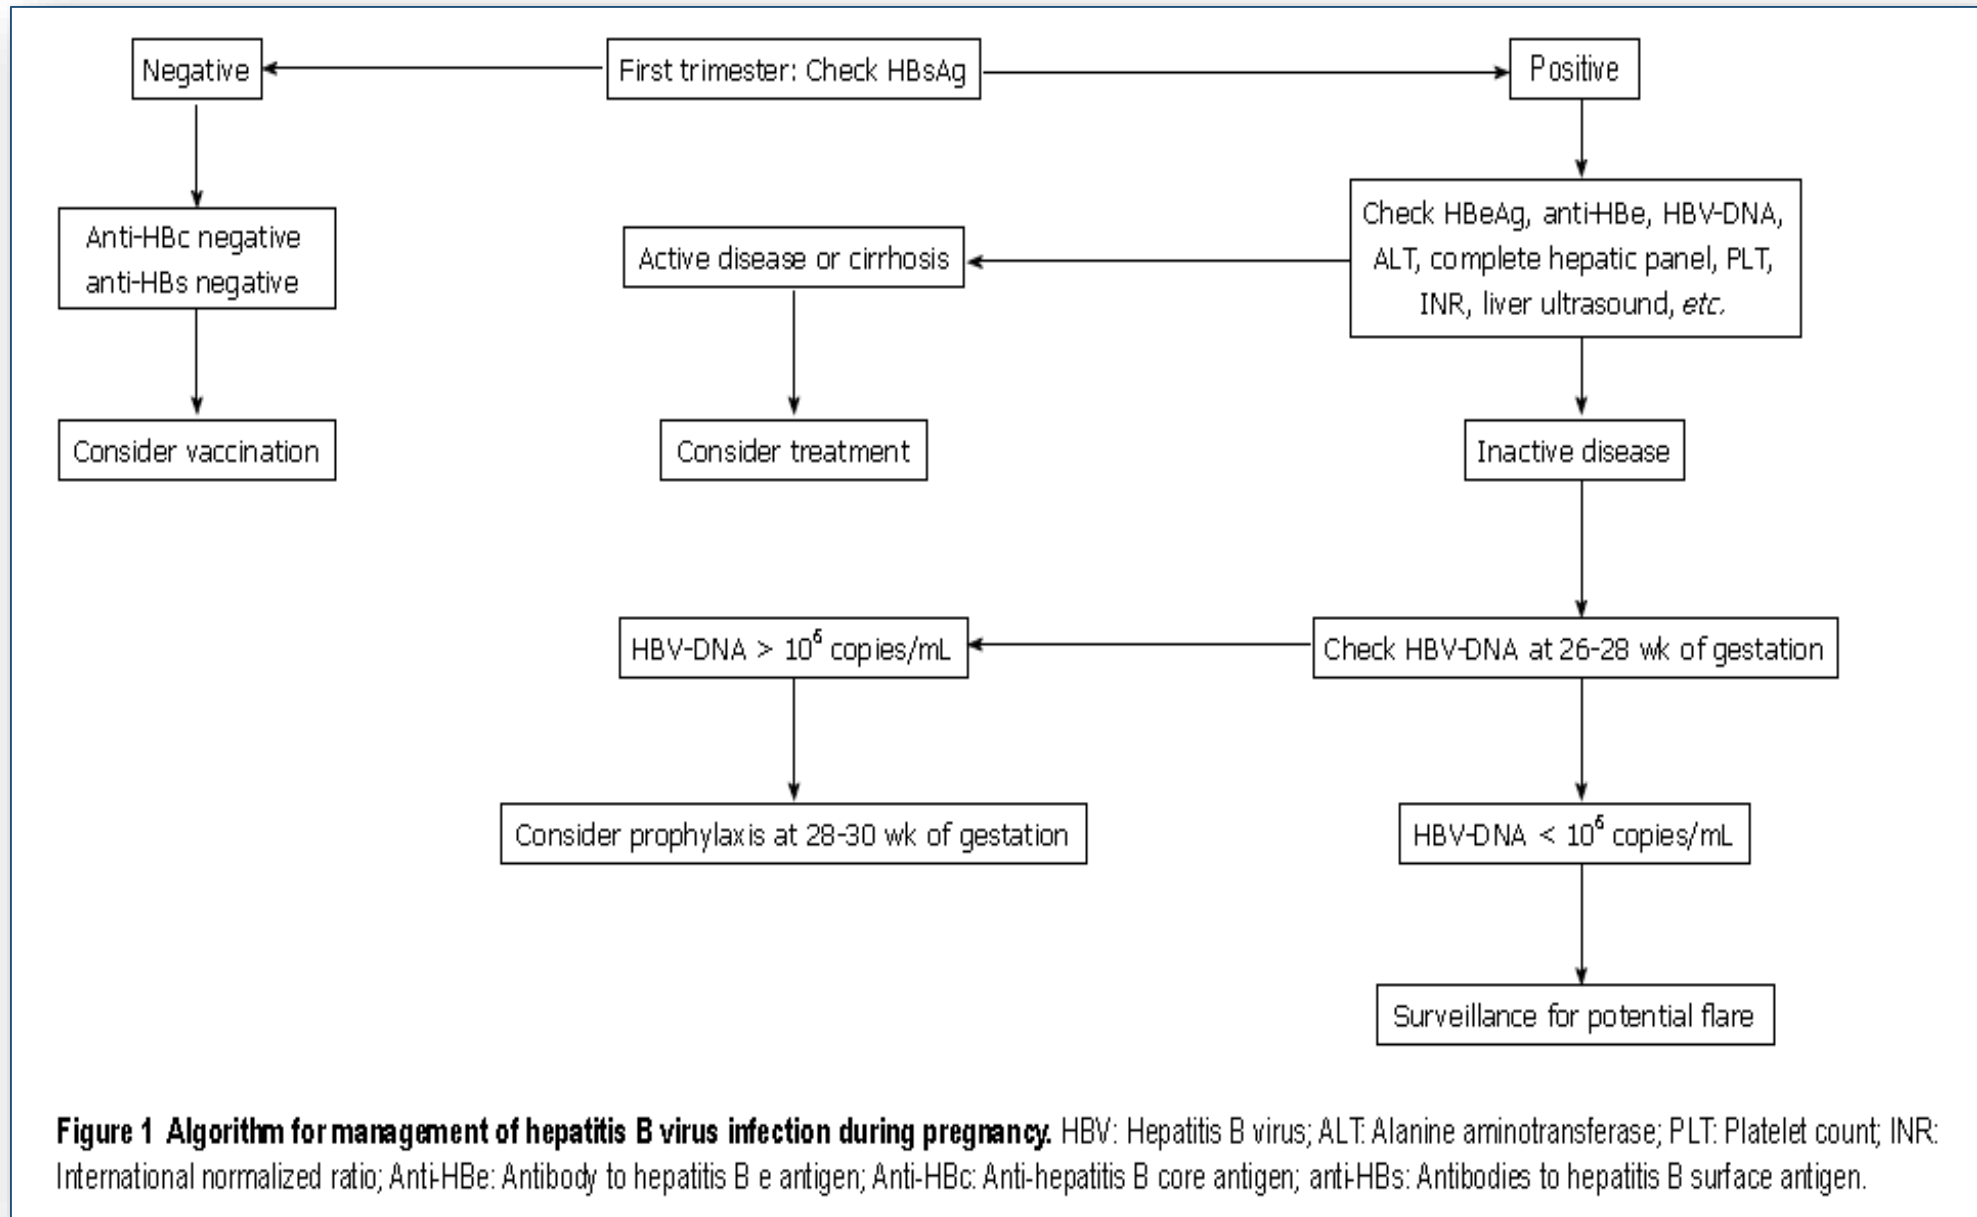 Negative
First trimester: Check HBsAg
Positive
Anti-HBc negative
anti-HBs negative
Active disease or cirrhosis
Check HBeAg, anti-HBe, HBV-DNA,
ALT, complete hepatic panel, PLT,
INR, liver ultrasound, etc.
Consider vaccination
Consider treatment
Inactive disease
HBV-DNA > 10⁶ copies/mL
Check HBV-DNA at 26-28 wk of gestation
Consider prophylaxis at 28-30 wk of gestation
HBV-DNA < 10⁶ copies/mL
Surveillance for potential flare
Figure 1 Algorithm for management of hepatitis B virus infection during pregnancy. HBV: Hepatitis B virus; ALT: Alanine aminotransferase; PLT: Platelet count; INR:
International normalized ratio; Anti-HBe: Antibody to hepatitis B e antigen; Anti-HBc: Anti-hepatitis B core antigen; anti-HBs: Antibodies to hepatitis B surface antigen.